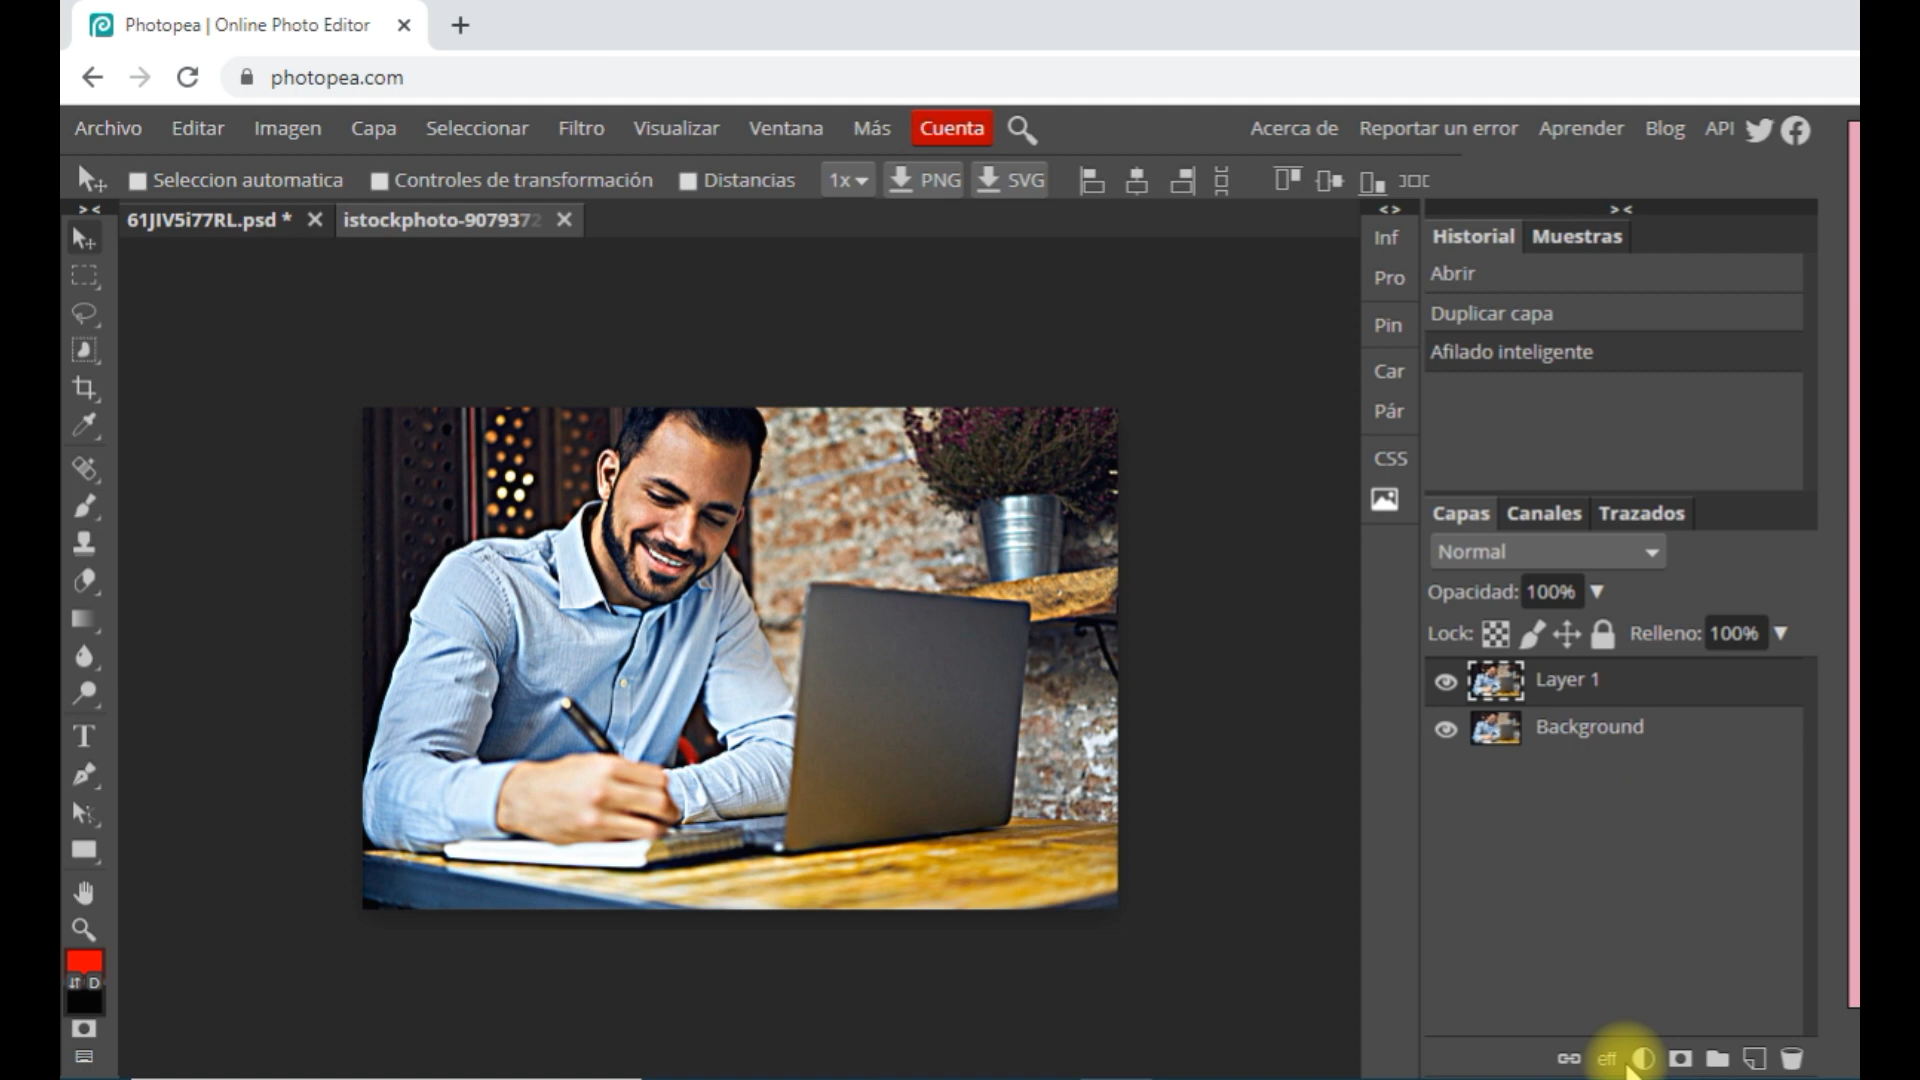 Photopea | Online Photo Editor
photopea.com
Archivo Editar Imagen Capa Seleccionar Filtro Visualizar Ventana Más Cuenta Acerca de Reportar un error Aprender Blog API
Seleccion automatica Controles de transformación Distancias 1x PNG SVG
61JIV5i77RL.psd * istockphoto-9079372
Inf
Pro
Pin
Car
Pár
CSS
Historial Muestras
Abrir
Duplicar capa
Afilado inteligente
Capas Canales Trazados
Normal
Opacidad: 100%
Lock: Relleno: 100%
Layer 1
Background
T
D
eff